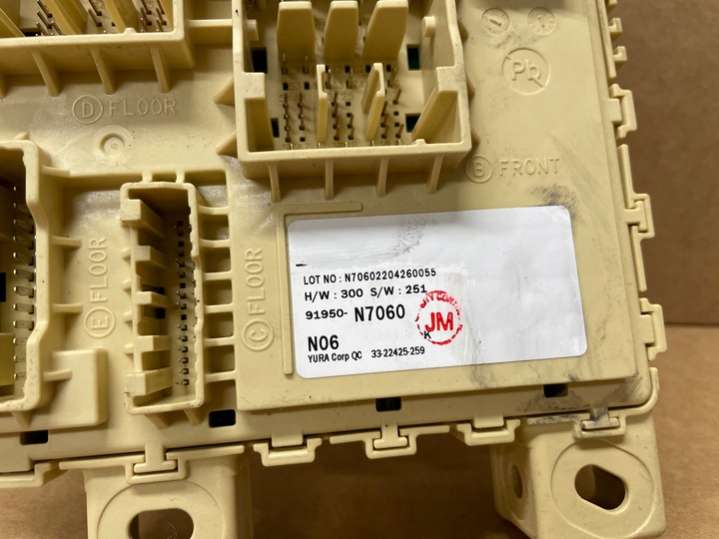 D FLOOR
Pb
B FRONT
E FLOOR
C FLOOR
LOT NO : N70602204260055
H/W : 300 S/W : 251
91950- N7060
JM
K
N06
YURA Corp QC 33-22425-259